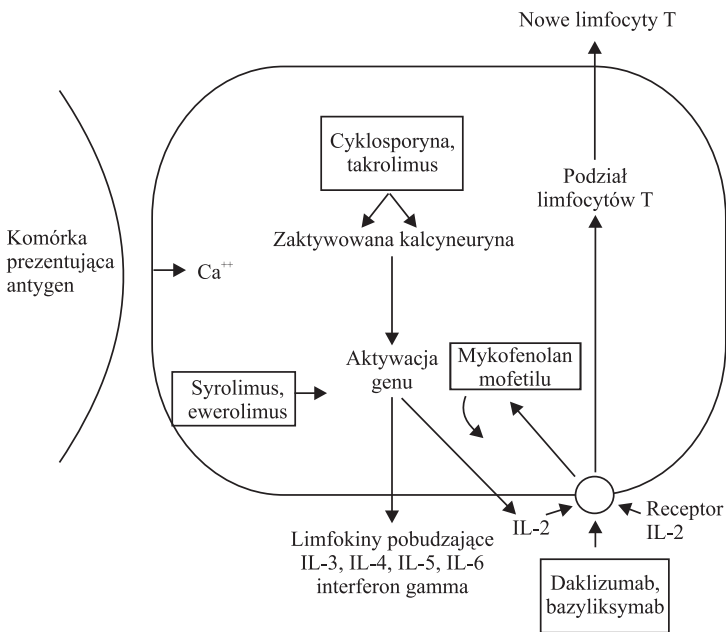 Nowe limfocyty T
Cyklosporyna,
takrolimus
Podział
limfocytów T
Komórka
prezentująca
antygen
Zaktywowana kalcyneuryna
Ca++
Aktywacja
genu
Mykofenolan
mofetilu
Syrolimus,
ewerolimus
IL-2
Receptor
IL-2
Limfokiny pobudzające
IL-3, IL-4, IL-5, IL-6
interferon gamma
Daklizumab,
bazyliksymab